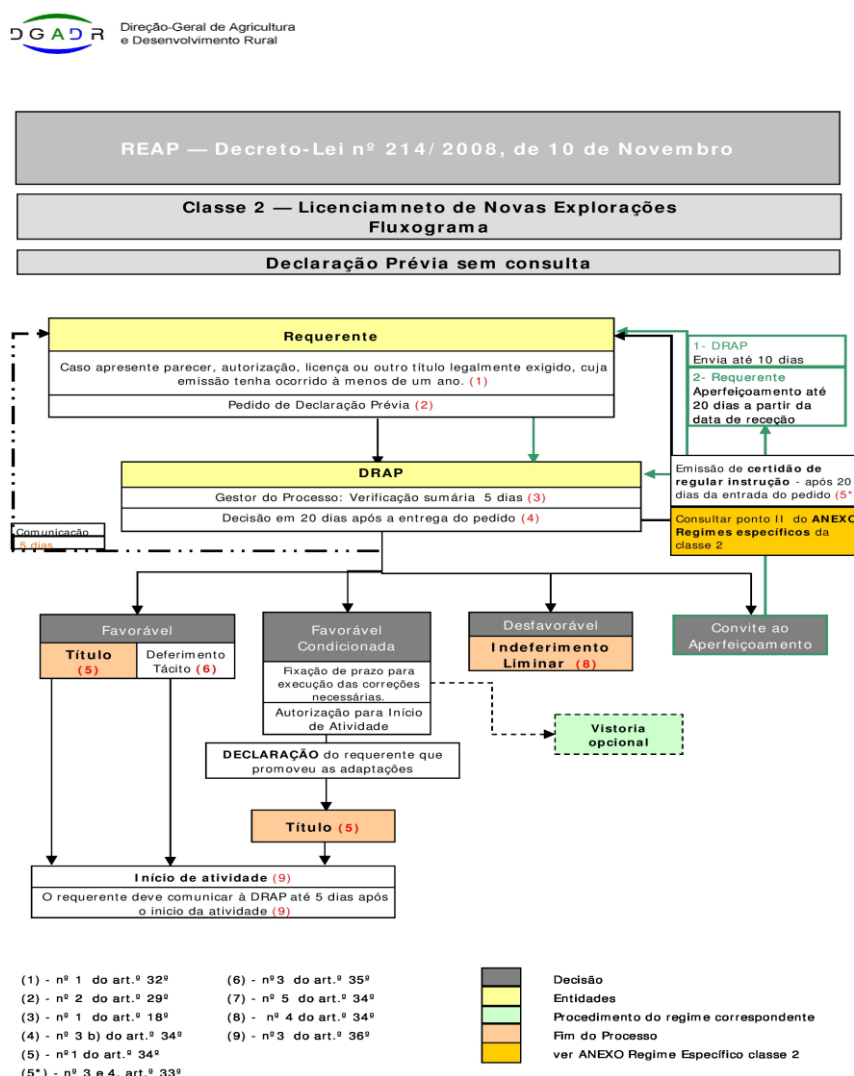 DGADR
Direção-Geral de Agricultura
e Desenvolvimento Rural
REAP — Decreto-Lei nº 214/ 2008, de 10 de Novembro
Classe 2 — Licenciamneto de Novas Explorações
Fluxograma
Declaração Prévia sem consulta
Requerente
Caso apresente parecer, autorização, licença ou outro título legalmente exigido, cuja
emissão tenha ocorrido à menos de um ano. (1)
Pedido de Declaração Prévia (2)
1- DRAP
Envia até 10 dias
2- Requerente
Aperfeiçoamento até
20 dias a partir da
data de receção
DRAP
Gestor do Processo: Verificação sumária 5 dias (3)
Decisão em 20 dias após a entrega do pedido (4)
Emissão de certidão de
regular instrução - após 20
dias da entrada do pedido (5*
Consultar ponto II do ANEXO
Regimes específicos da
classe 2
Comunicação
5 dias
Favorável
Título
(5)
Deferimento
Tácito (6)
Favorável
Condicionada
Fixação de prazo para
execução das correções
necessárias.
Autorização para Início
de Atividade
Desfavorável
Indeferimento
Liminar (8)
Convite ao
Aperfeiçoamento
Vistoria
opcional
DECLARAÇÃO do requerente que
promoveu as adaptações
Título (5)
Início de atividade (9)
O requerente deve comunicar à DRAP até 5 dias após
o inicio da atividade (9)
(1) - nº 1 do art.º 32º
(2) - nº 2 do art.º 29º
(3) - nº 1 do art.º 18º
(4) - nº 3 b) do art.º 34º
(5) - nº1 do art.º 34º
(5*) - nº 3 e 4, art.º 33º
(6) - nº3 do art.º 35º
(7) - nº 5 do art.º 34º
(8) - nº 4 do art.º 34º
(9) - nº3 do art.º 36º
Decisão
Entidades
Procedimento do regime correspondente
Fim do Processo
ver ANEXO Regime Específico classe 2